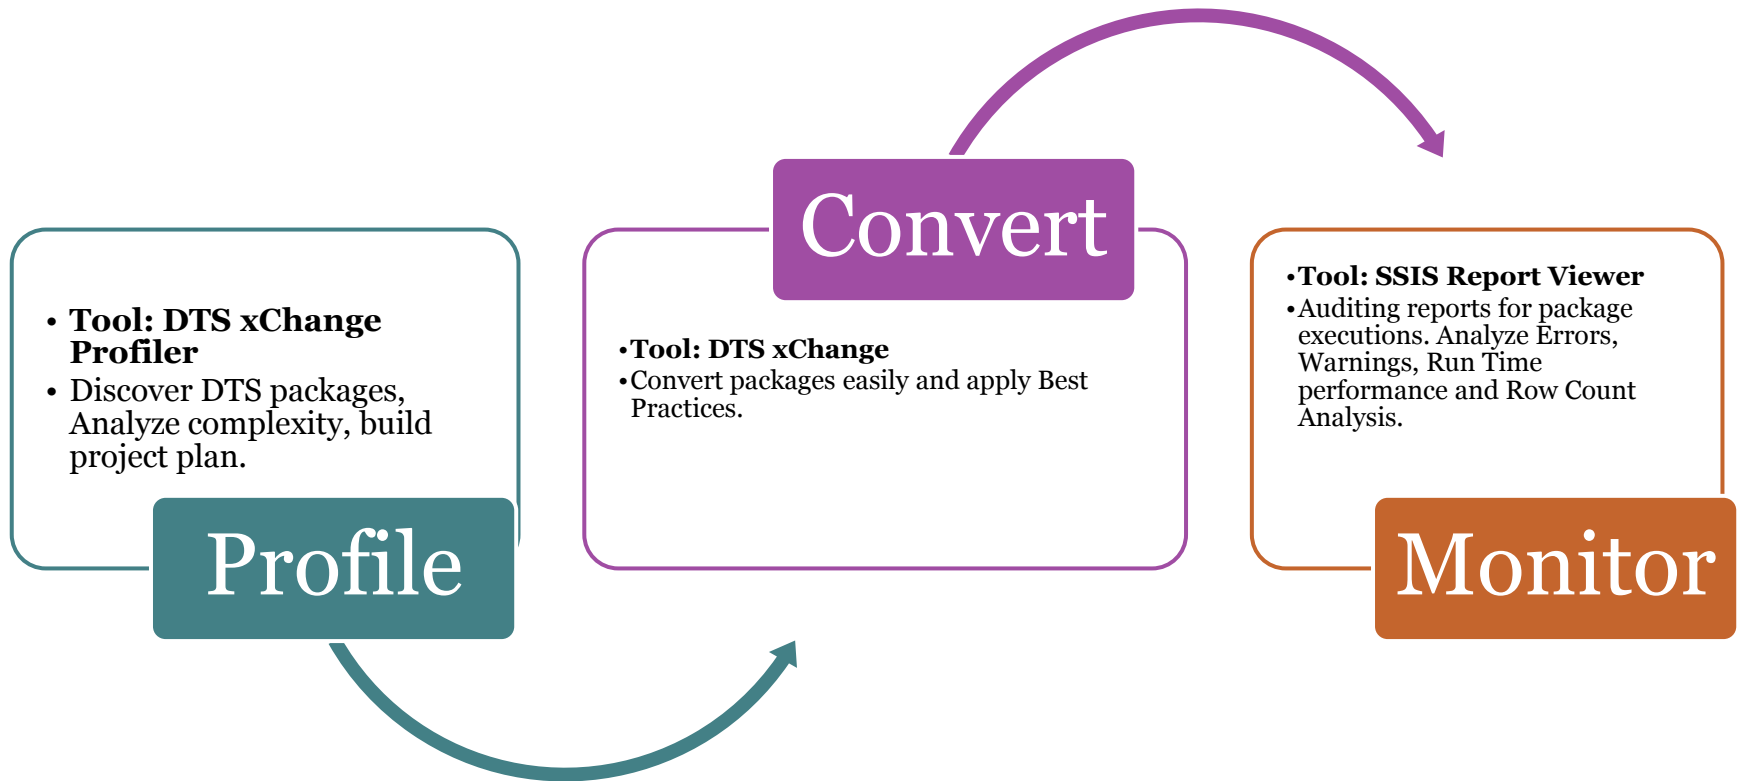 • Tool: DTS xChange
Profiler
• Discover DTS packages,
Analyze complexity, build
project plan.
Profile
Convert
•Tool: DTS xChange
•Convert packages easily and apply Best
Practices.
•Tool: SSIS Report Viewer
•Auditing reports for package
executions. Analyze Errors,
Warnings, Run Time
performance and Row Count
Analysis.
Monitor